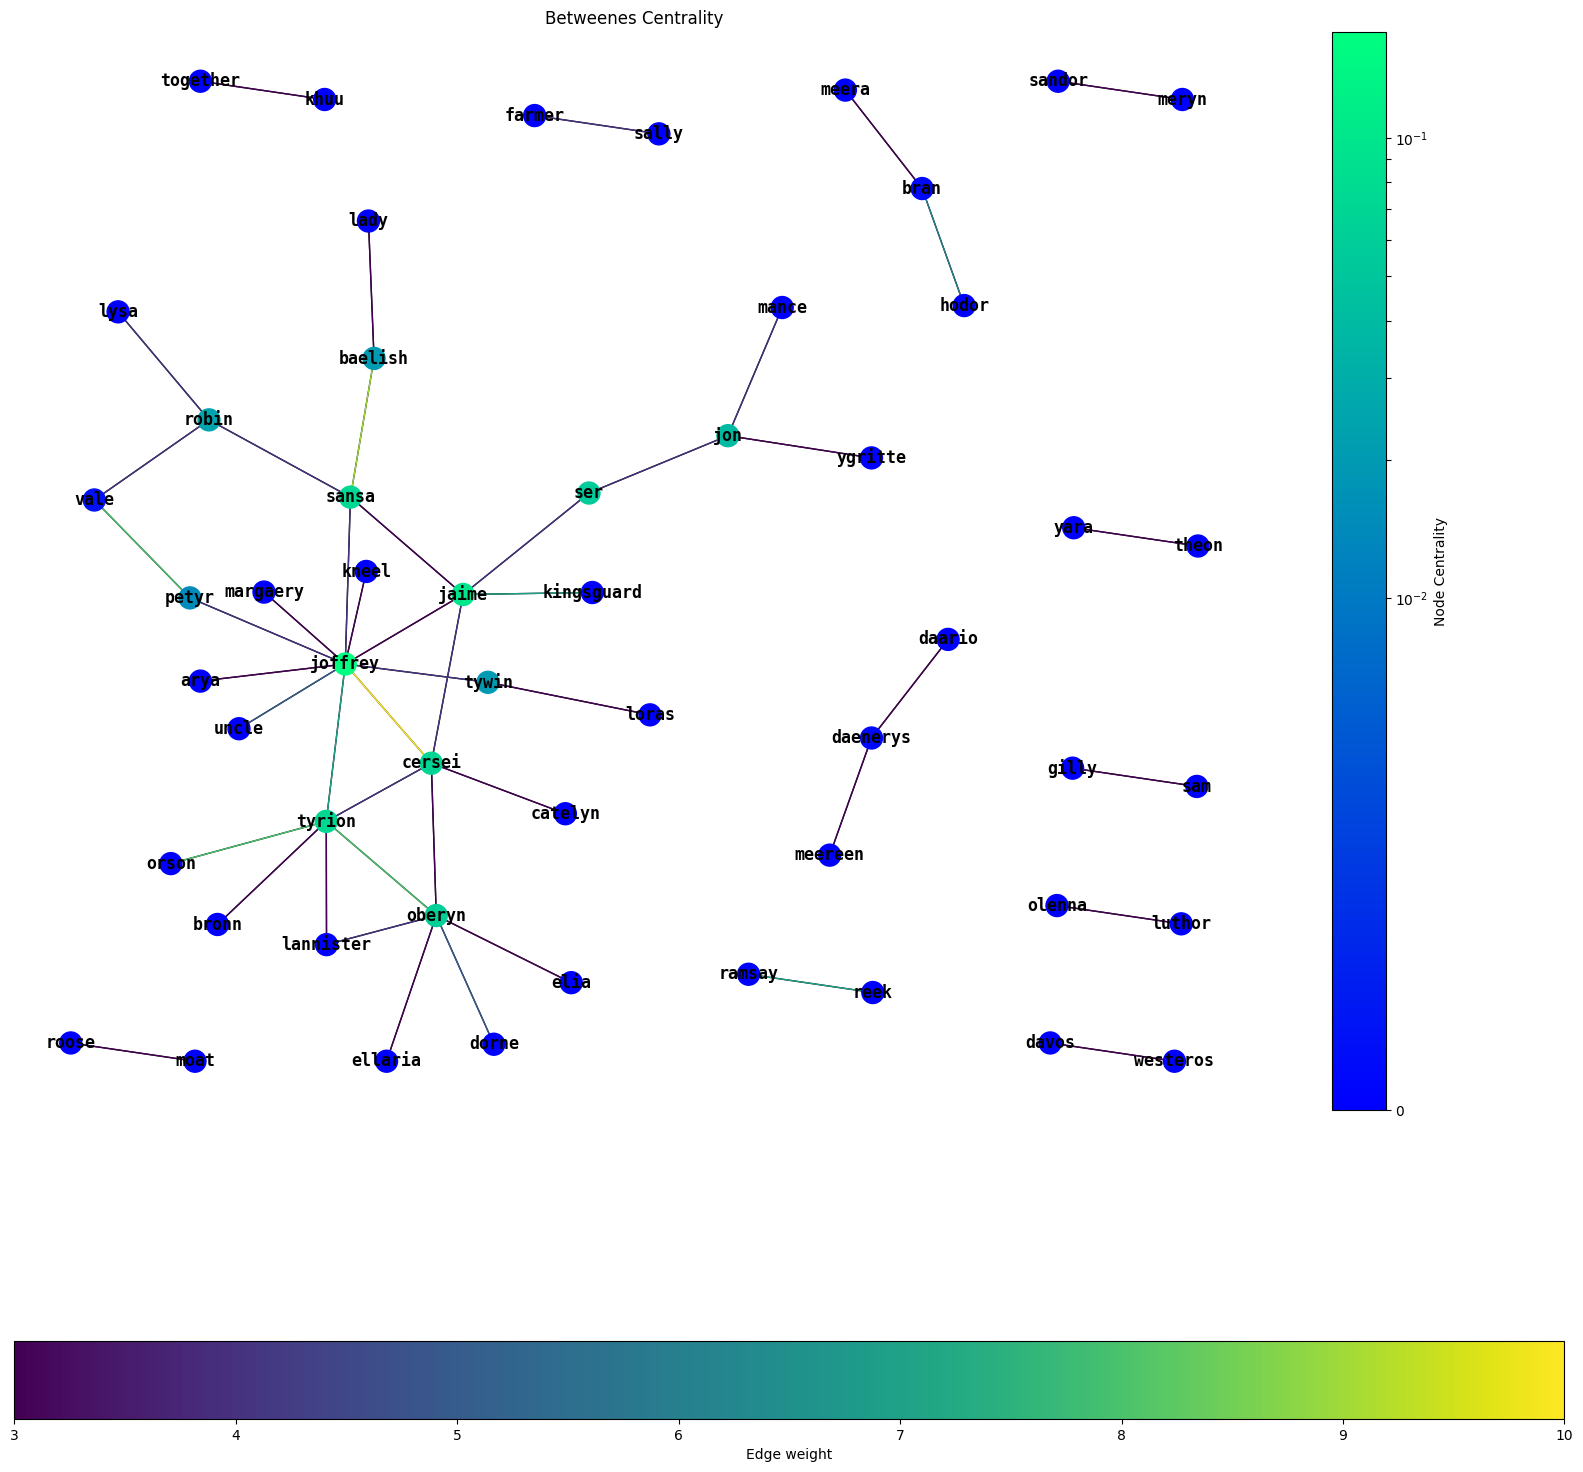 Betweenes Centrality
together
khuu
farmer
sally
meera
sandor
meryn
bran
hodor
lady
lysa
mance
baelish
robin
jon
ygritte
vale
sansa
ser
yara
theon
petyr
margaery
kneel
jaime
kingsguard
daario
arya
joffrey
tywin
loras
uncle
daenerys
cersei
gilly
sam
tyrion
catelyn
orson
meereen
bronn
lannister
oberyn
olenna
luthor
elia
ramsay
reek
roose
moat
ellaria
dorne
davos
westeros
10⁻¹
10⁻²
0
Node Centrality
3 4 5 6 7 8 9 10
Edge weight